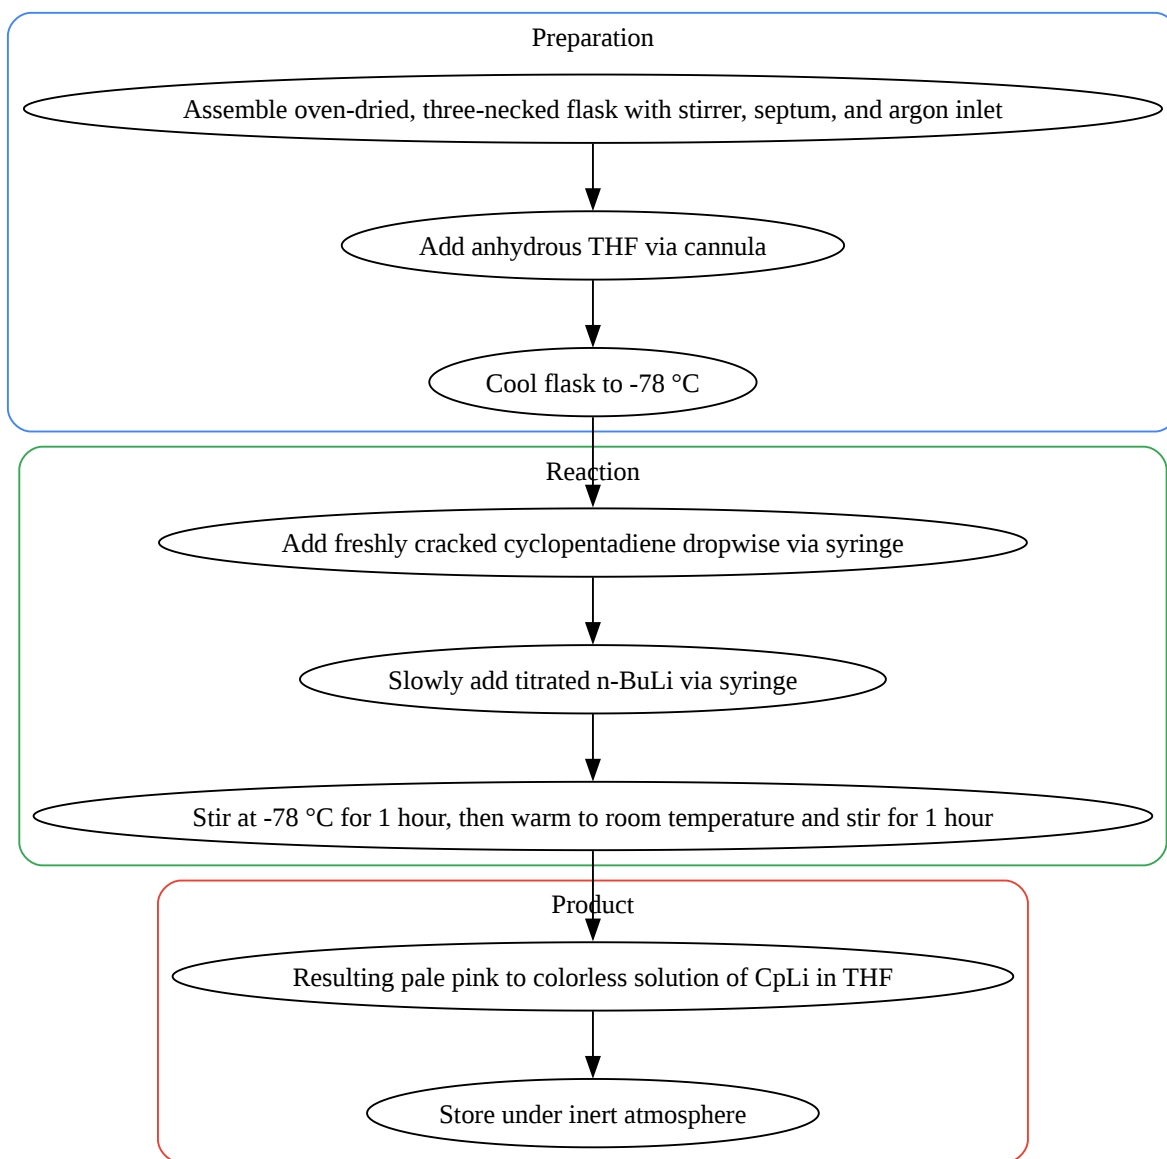 Preparation
Assemble oven-dried, three-necked flask with stirrer, septum, and argon inlet
Add anhydrous THF via cannula
Cool flask to -78 °C
Reaction
Add freshly cracked cyclopentadiene dropwise via syringe
Slowly add titrated n-BuLi via syringe
Stir at -78 °C for 1 hour, then warm to room temperature and stir for 1 hour
Product
Resulting pale pink to colorless solution of CpLi in THF
Store under inert atmosphere